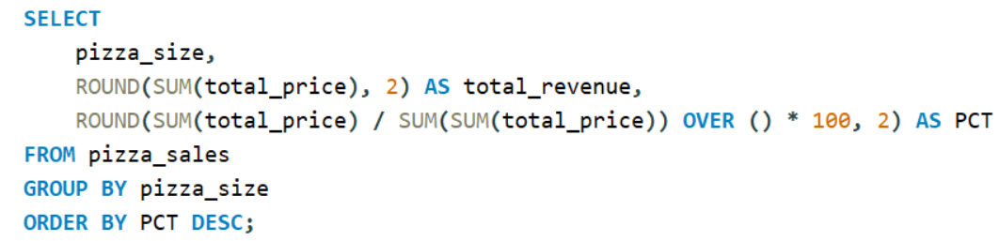 SELECT
pizza_size,
ROUND(SUM(total_price), 2) AS total_revenue,
ROUND(SUM(total_price) / SUM(SUM(total_price)) OVER () * 100, 2) AS PCT
FROM pizza_sales
GROUP BY pizza_size
ORDER BY PCT DESC;